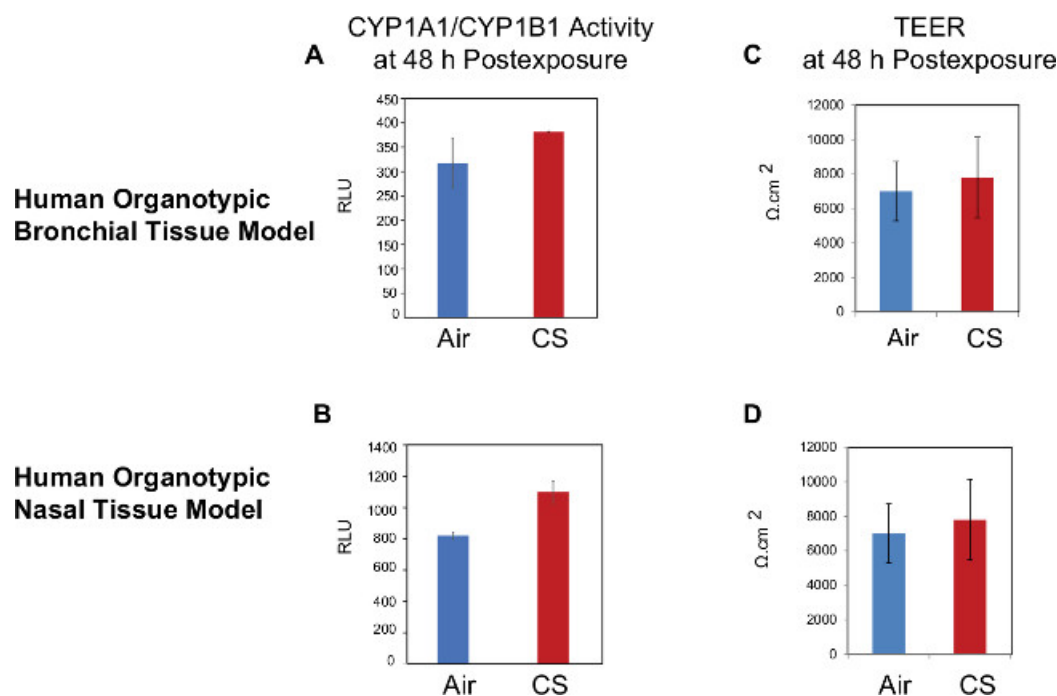 CYP1A1/CYP1B1 Activity
at 48 h Postexposure
TEER
at 48 h Postexposure
A
C
Human Organotypic
Bronchial Tissue Model
RLU
450
400
350
300
350
200
150
300
50
0
Air
CS
Ω.cm 2
12000
10000
8000
6000
4000
2000
0
Air
CS
B
D
Human Organotypic
Nasal Tissue Model
RLU
1400
1200
1000
800
600
400
200
0
Air
CS
Ω.cm 2
12000
10000
8000
6000
4000
2000
0
Air
CS